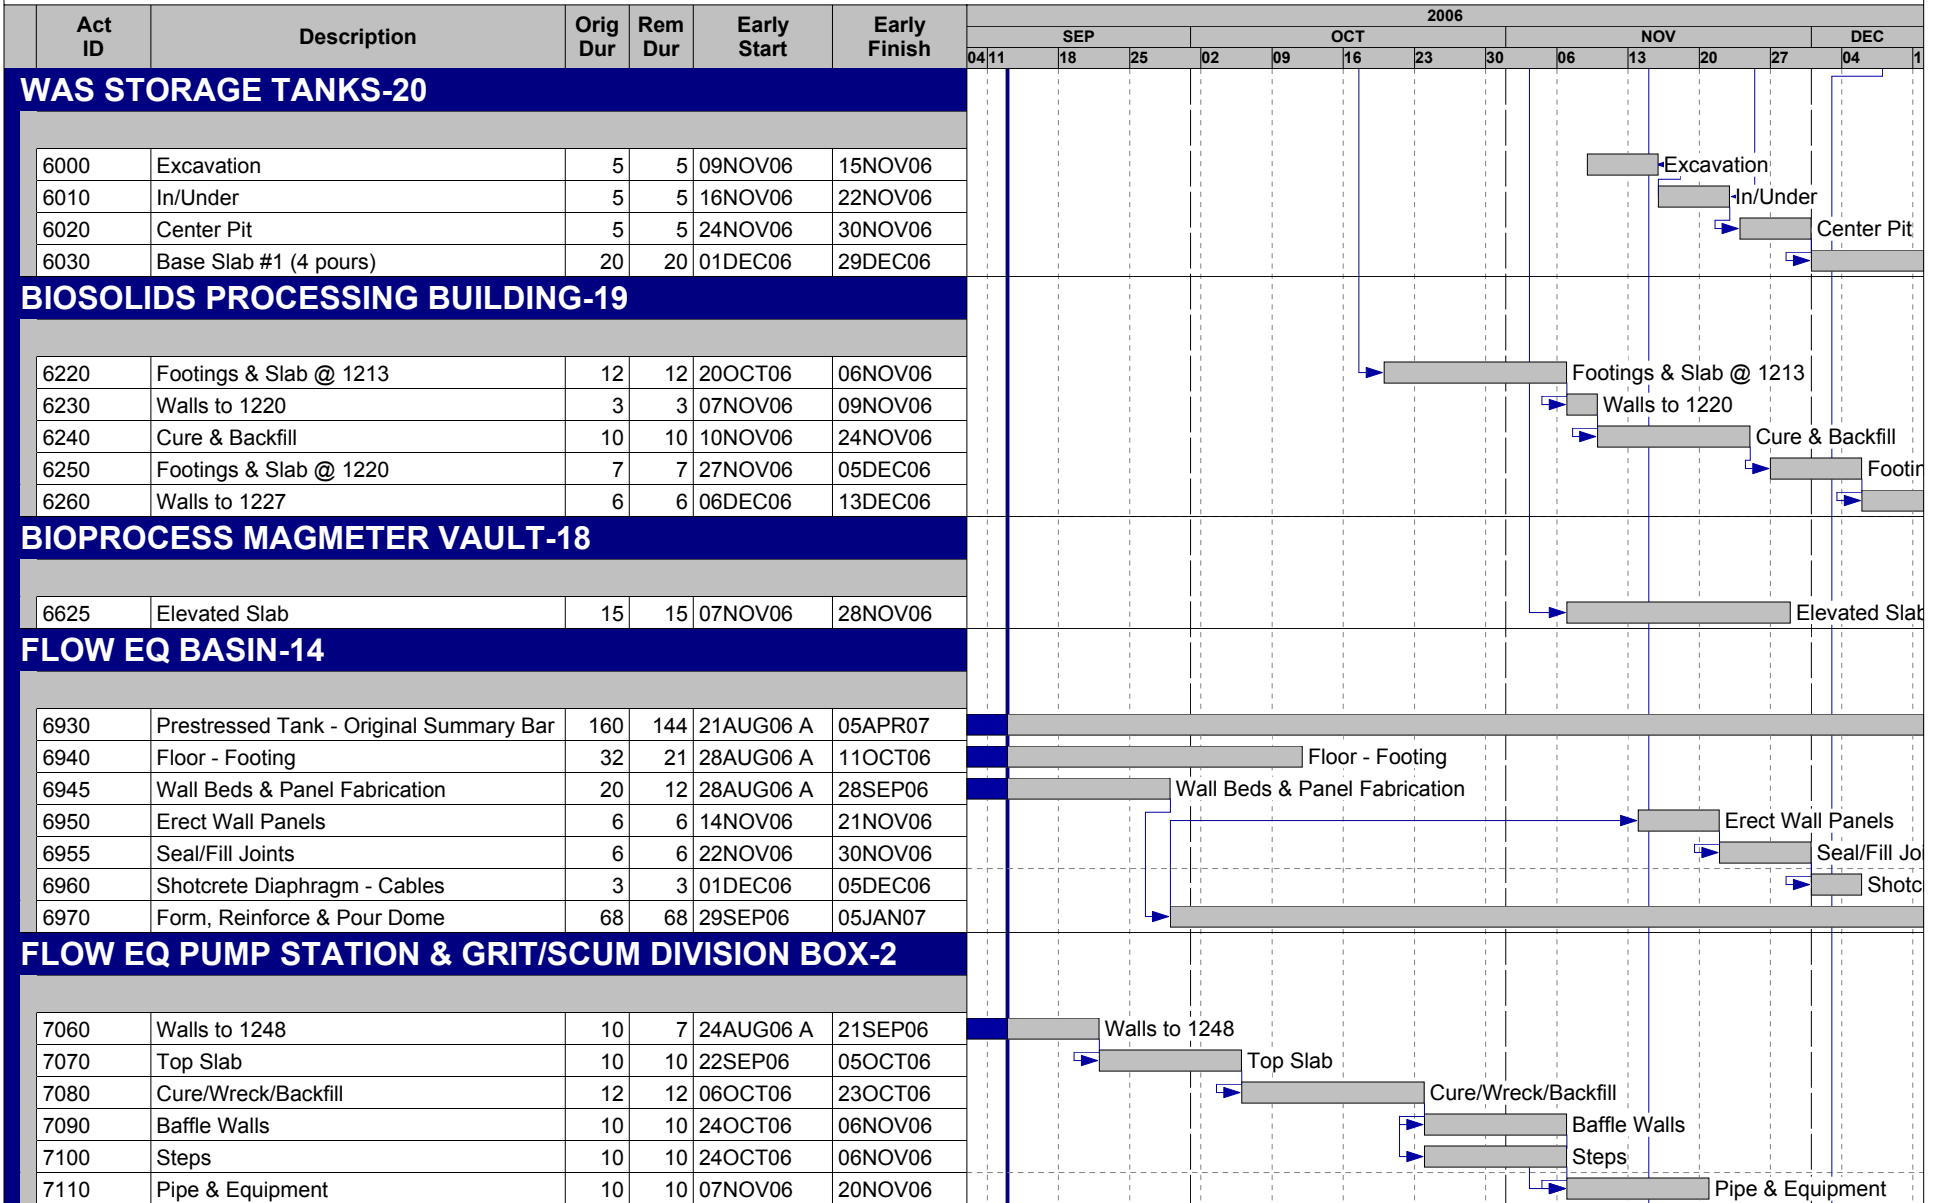 Act ID Description Orig Dur Rem Dur Early Start Early Finish
2006
SEP OCT NOV DEC
04 11 18 25 02 09 16 23 30 06 13 20 27 04 1
WAS STORAGE TANKS-20
6000 Excavation 5 5 09NOV06 15NOV06 Excavation
6010 In/Under 5 5 16NOV06 22NOV06 In/Under
6020 Center Pit 5 5 24NOV06 30NOV06 Center Pit
6030 Base Slab #1 (4 pours) 20 20 01DEC06 29DEC06
BIOSOLIDS PROCESSING BUILDING-19
6220 Footings & Slab @ 1213 12 12 20OCT06 06NOV06 Footings & Slab @ 1213
6230 Walls to 1220 3 3 07NOV06 09NOV06 Walls to 1220
6240 Cure & Backfill 10 10 10NOV06 24NOV06 Cure & Backfill
6250 Footings & Slab @ 1220 7 7 27NOV06 05DEC06 Footin
6260 Walls to 1227 6 6 06DEC06 13DEC06
BIOPROCESS MAGMETER VAULT-18
6625 Elevated Slab 15 15 07NOV06 28NOV06 Elevated Slab
FLOW EQ BASIN-14
6930 Prestressed Tank - Original Summary Bar 160 144 21AUG06 A 05APR07
6940 Floor - Footing 32 21 28AUG06 A 11OCT06 Floor - Footing
6945 Wall Beds & Panel Fabrication 20 12 28AUG06 A 28SEP06 Wall Beds & Panel Fabrication
6950 Erect Wall Panels 6 6 14NOV06 21NOV06 Erect Wall Panels
6955 Seal/Fill Joints 6 6 22NOV06 30NOV06 Seal/Fill Joi
6960 Shotcrete Diaphragm - Cables 3 3 01DEC06 05DEC06 Shotc
6970 Form, Reinforce & Pour Dome 68 68 29SEP06 05JAN07
FLOW EQ PUMP STATION & GRIT/SCUM DIVISION BOX-2
7060 Walls to 1248 10 7 24AUG06 A 21SEP06 Walls to 1248
7070 Top Slab 10 10 22SEP06 05OCT06 Top Slab
7080 Cure/Wreck/Backfill 12 12 06OCT06 23OCT06 Cure/Wreck/Backfill
7090 Baffle Walls 10 10 24OCT06 06NOV06 Baffle Walls
7100 Steps 10 10 24OCT06 06NOV06 Steps
7110 Pipe & Equipment 10 10 07NOV06 20NOV06 Pipe & Equipment